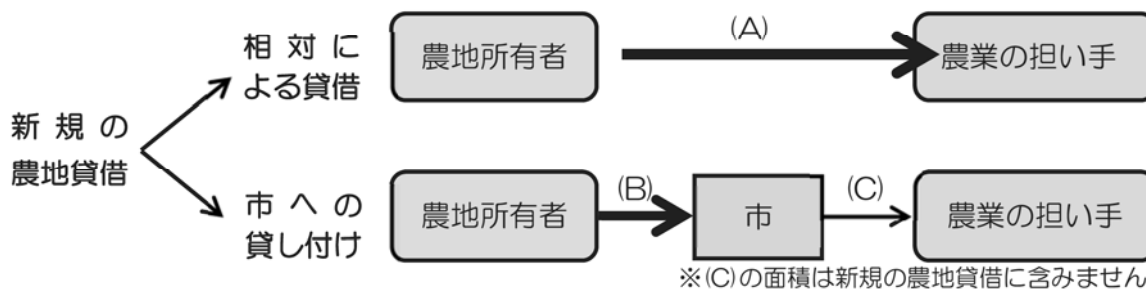 新規の
農地貸借
相対に
よる貸借
農地所有者
(A)
農業の担い手
市への
貸し付け
農地所有者
(B)
市
(C)
農業の担い手
※(C)の面積は新規の農地貸借に含みません